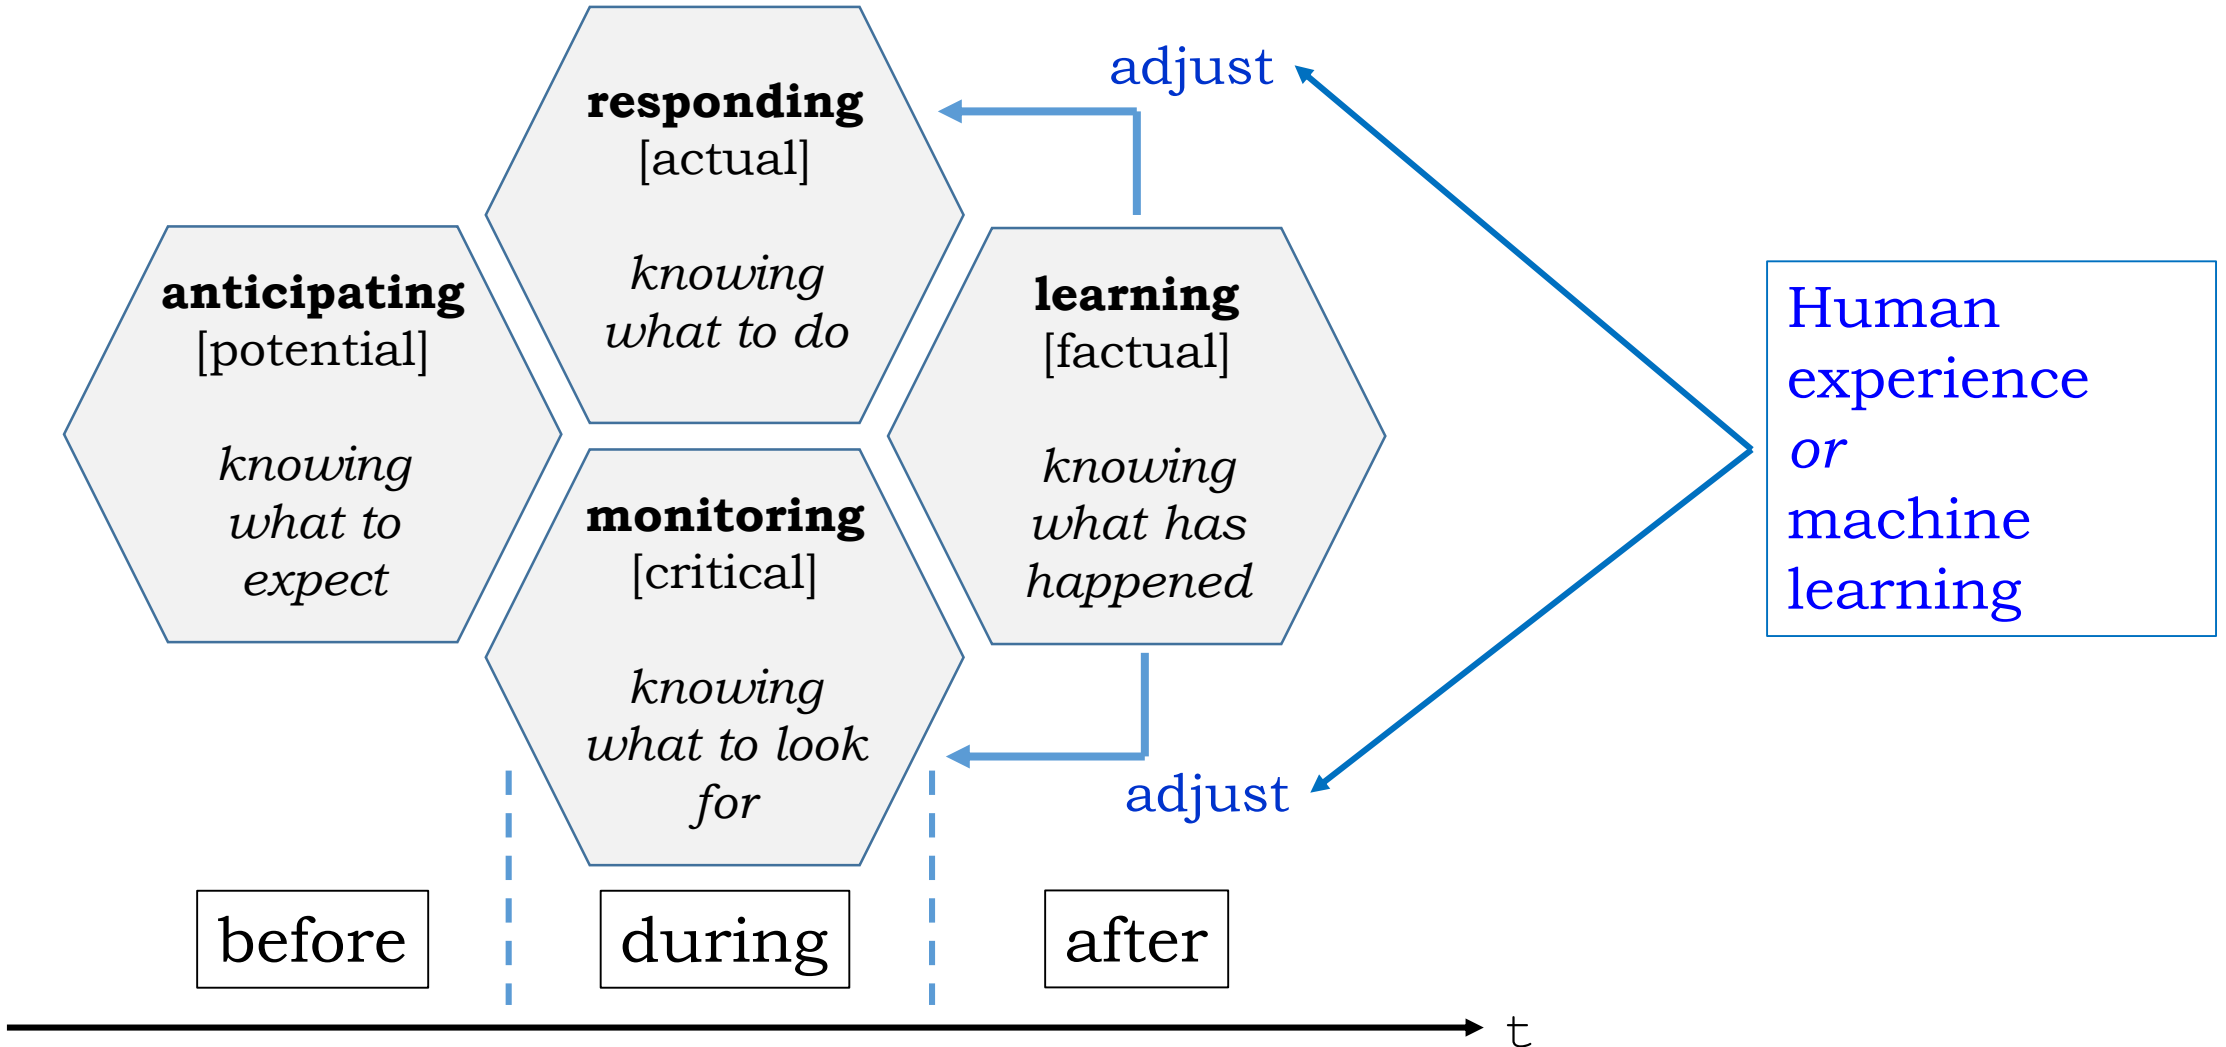 adjust
responding
[actual]
knowing
what to do
anticipating
[potential]
knowing
what to
expect
learning
[factual]
knowing
what has
happened
monitoring
[critical]
knowing
what to look
for
adjust
Human
experience
or
machine
learning
before
during
after
t